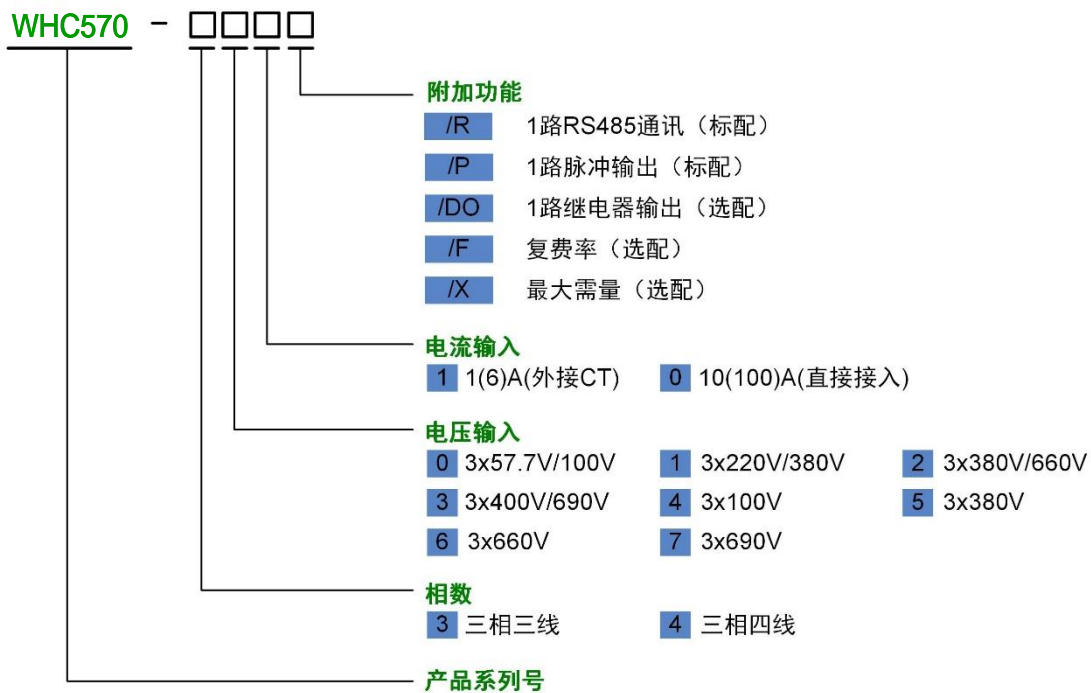 WHC570 - □□□□
附加功能
/R 1路RS485通讯（标配）
/P 1路脉冲输出（标配）
/DO 1路继电器输出（选配）
/F 复费率（选配）
/X 最大需量（选配）
电流输入
1 1(6)A(外接CT) 0 10(100)A(直接接入)
电压输入
0 3x57.7V/100V 1 3x220V/380V 2 3x380V/660V
3 3x400V/690V 4 3x100V 5 3x380V
6 3x660V 7 3x690V
相数
3 三相三线 4 三相四线
产品系列号